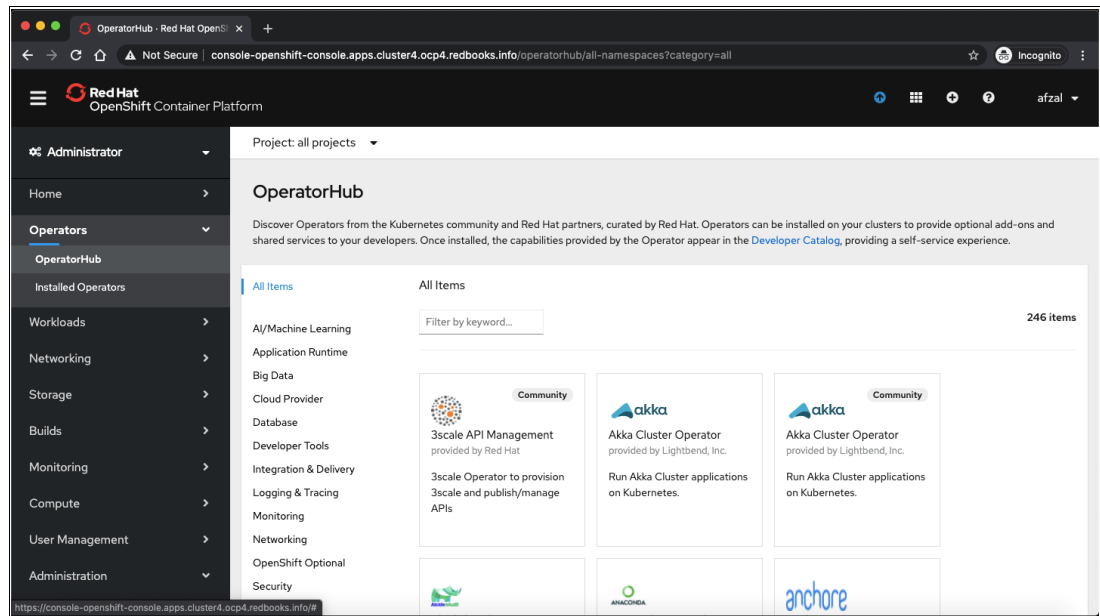 OperatorHub · Red Hat OpenSl
Not Secure
console-openshift-console.apps.cluster4.ocp4.redbooks.info/operatorhub/all-namespaces?category=all
Incognito
Red Hat
OpenShift Container Platform
afzal
Administrator
Home
Operators
OperatorHub
Installed Operators
Workloads
Networking
Storage
Builds
Monitoring
Compute
User Management
Administration
https://console-openshift-console.apps.cluster4.ocp4.redbooks.info/#
Project: all projects
OperatorHub
Discover Operators from the Kubernetes community and Red Hat partners, curated by Red Hat. Operators can be installed on your clusters to provide optional add-ons and
shared services to your developers. Once installed, the capabilities provided by the Operator appear in the Developer Catalog, providing a self-service experience.
All Items
AI/Machine Learning
Application Runtime
Big Data
Cloud Provider
Database
Developer Tools
Integration & Delivery
Logging & Tracing
Monitoring
Networking
OpenShift Optional
Security
All Items
Filter by keyword...
246 items
Community
3scale API Management
provided by Red Hat
3scale Operator to provision
3scale and publish/manage
APIs
akka
Akka Cluster Operator
provided by Lightbend, Inc.
Run Akka Cluster applications
on Kubernetes.
Community
akka
Akka Cluster Operator
provided by Lightbend, Inc.
Run Akka Cluster applications
on Kubernetes.
ANACONDA
anchore